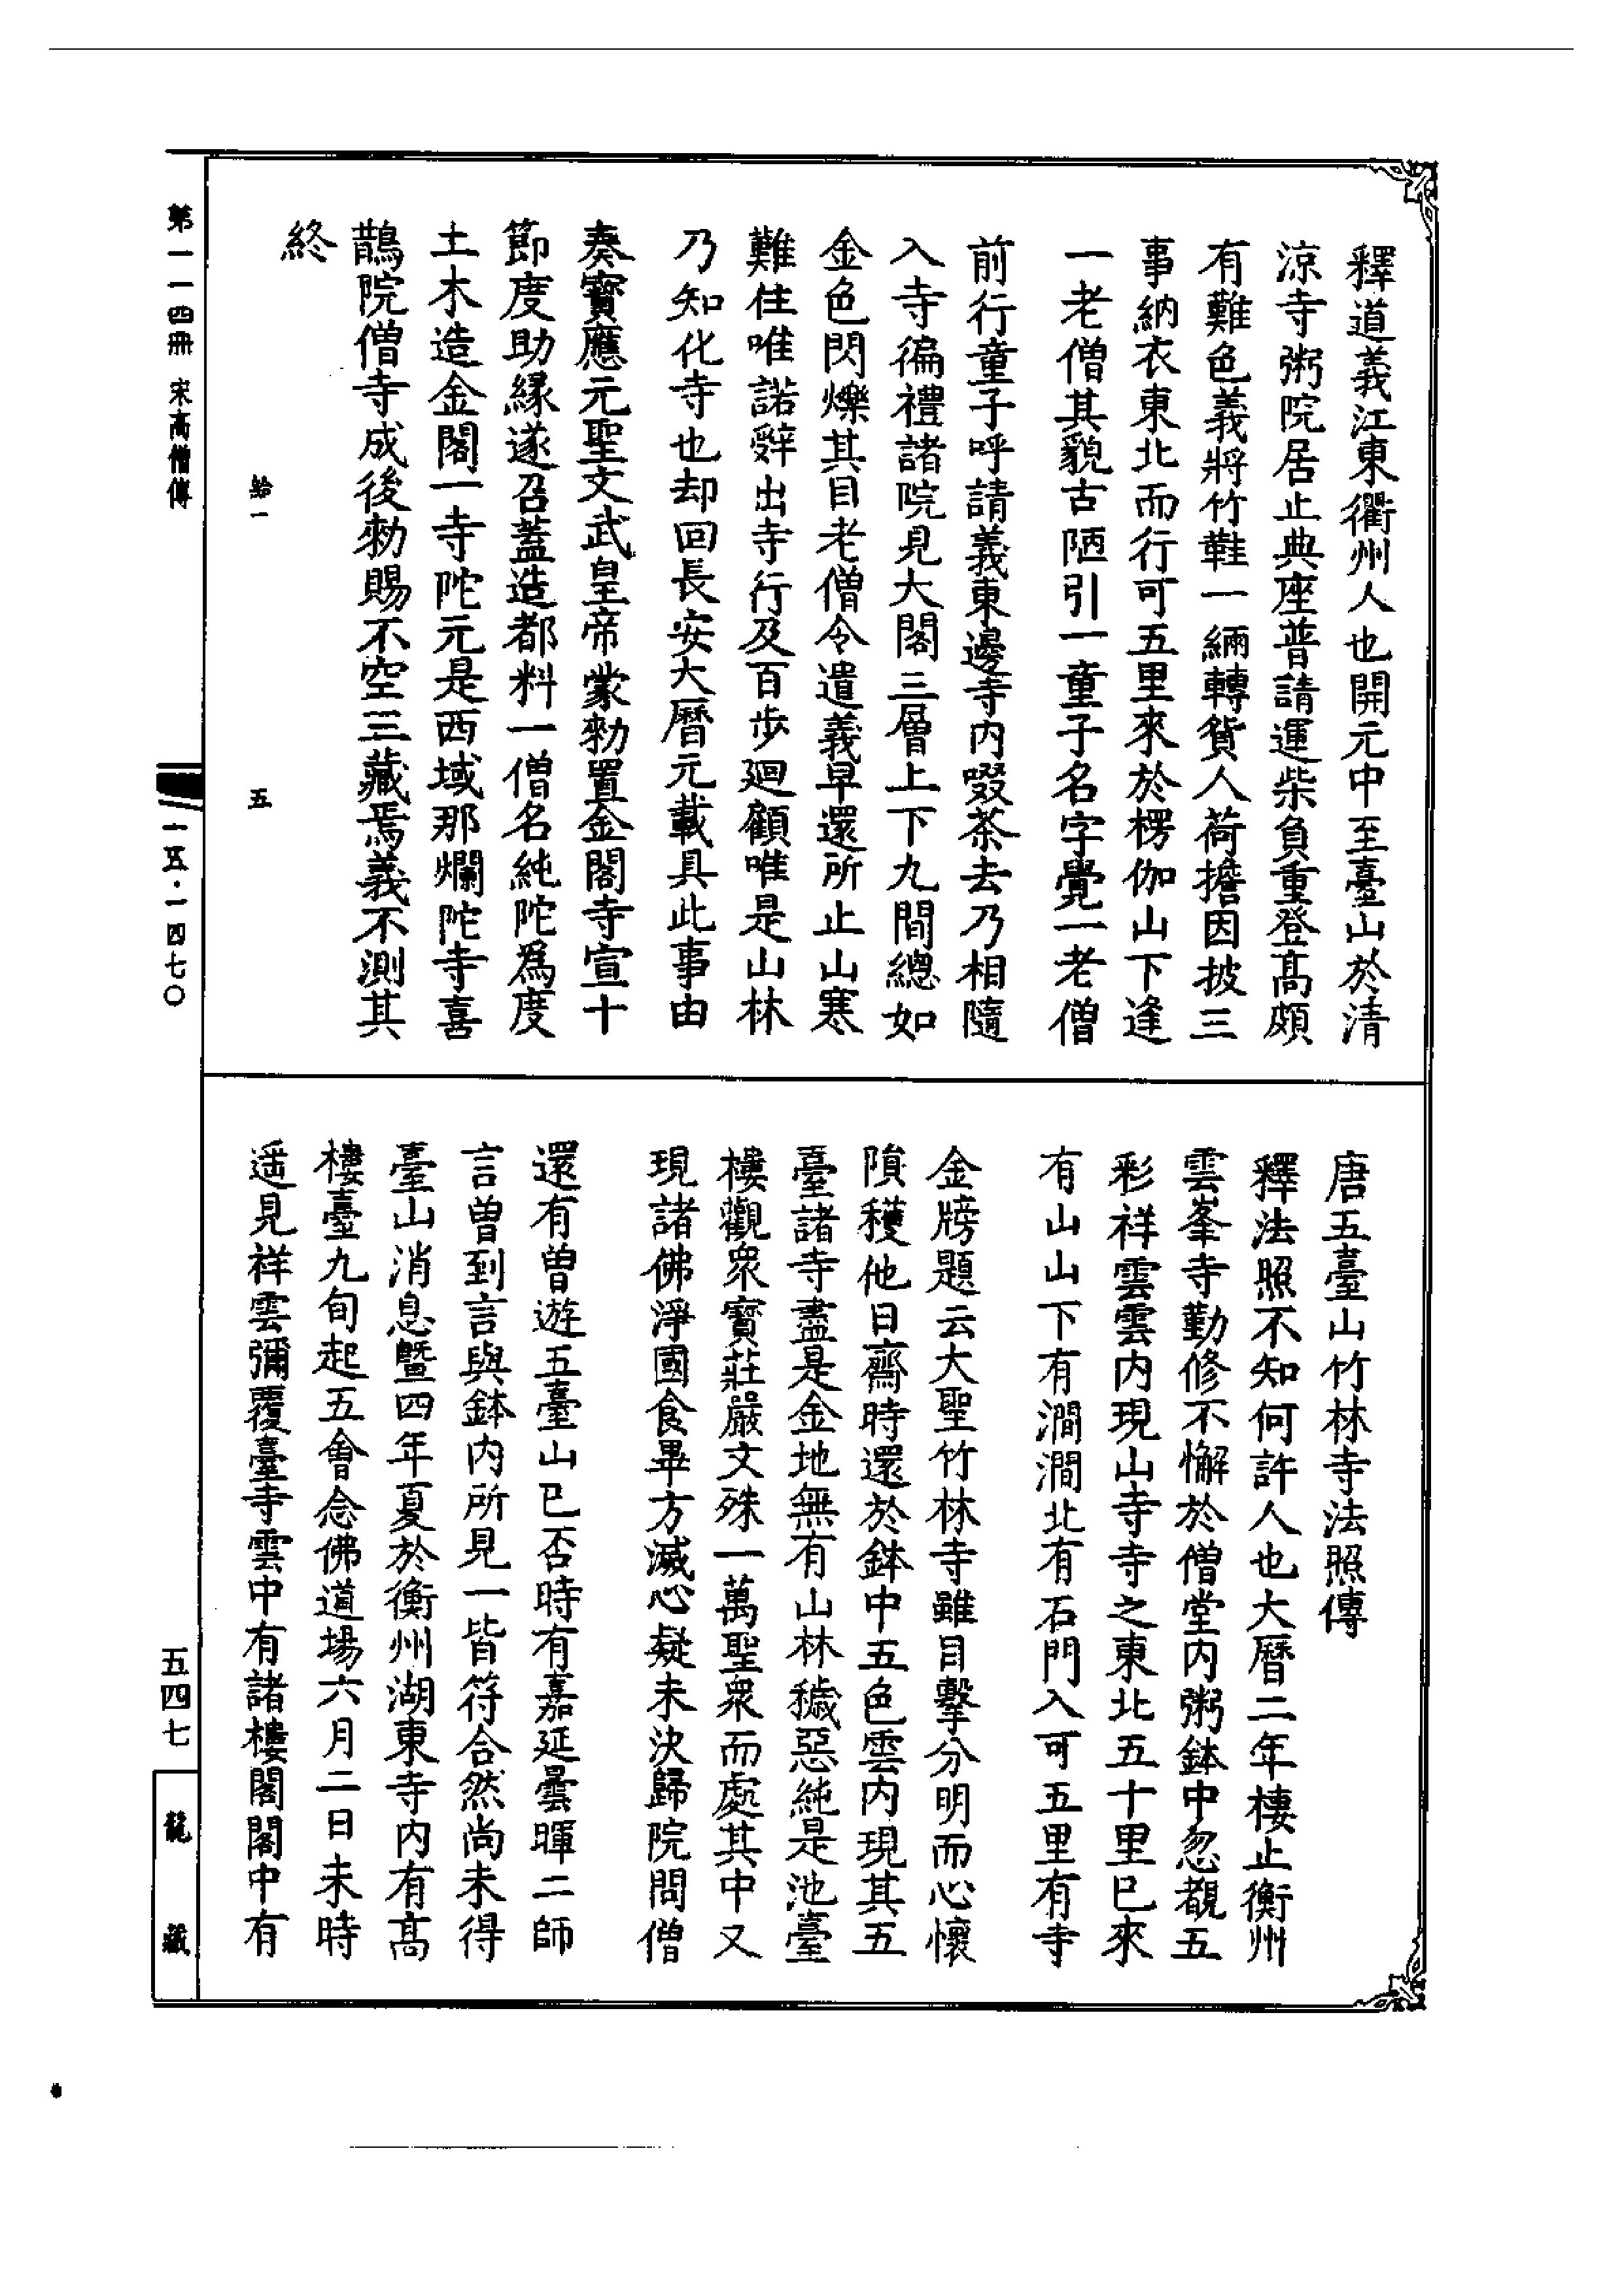 釋道義江東衢州人也開元中至臺山於清
涼寺粥院居止典座普請運柴負重登高頗
有難色義將竹鞋一緉轉貨人荷擔因披三
事納衣東北而行可五里來於楞伽山下逢
一老僧其貌古陋引一童子名字覺一老僧
前行童子呼請義東邊寺內啜茶去乃相隨
入寺徧禮諸院見大閣三層上下九間總如
金色閃爍其目老僧令遣義早還所止山寒
難住唯諾辭出寺行及百步廻顧唯是山林
乃知化寺也却回長安大曆元載具此事由
奏寶應元聖文武皇帝蒙勑置金閣寺宣十
節度助緣遂召蓋造都料一僧名純陀為度
土木造金閣一寺陀元是西域那爛陀寺喜
鵲院僧寺成後勑賜不空三藏焉義不測其
終
給一
五
第一一四冊 宋高僧傳
一五·一四七〇
唐五臺山竹林寺法照傳
釋法照不知何許人也大曆二年棲止衡州
雲峯寺勤修不懈於僧堂內粥鉢中忽覩五
彩祥雲雲內現山寺寺之東北五十里已來
有山山下有澗澗北有石門入可五里有寺
金牓題云大聖竹林寺雖目擊分明而心懷
隕穫他日齋時還於鉢中五色雲內現其五
臺諸寺盡是金地無有山林穢惡純是池臺
樓觀眾寶莊嚴文殊一萬聖眾而處其中又
現諸佛淨國食畢方滅心疑未決歸院問僧
還有曾遊五臺山已否時有嘉延曇暉二師
言曾到言與鉢內所見一皆符合然尚未得
臺山消息暨四年夏於衡州湖東寺內有高
樓臺九旬起五會念佛道場六月二日未時
遥見祥雲彌覆臺寺雲中有諸樓閣閣中有
五四七
龍藏